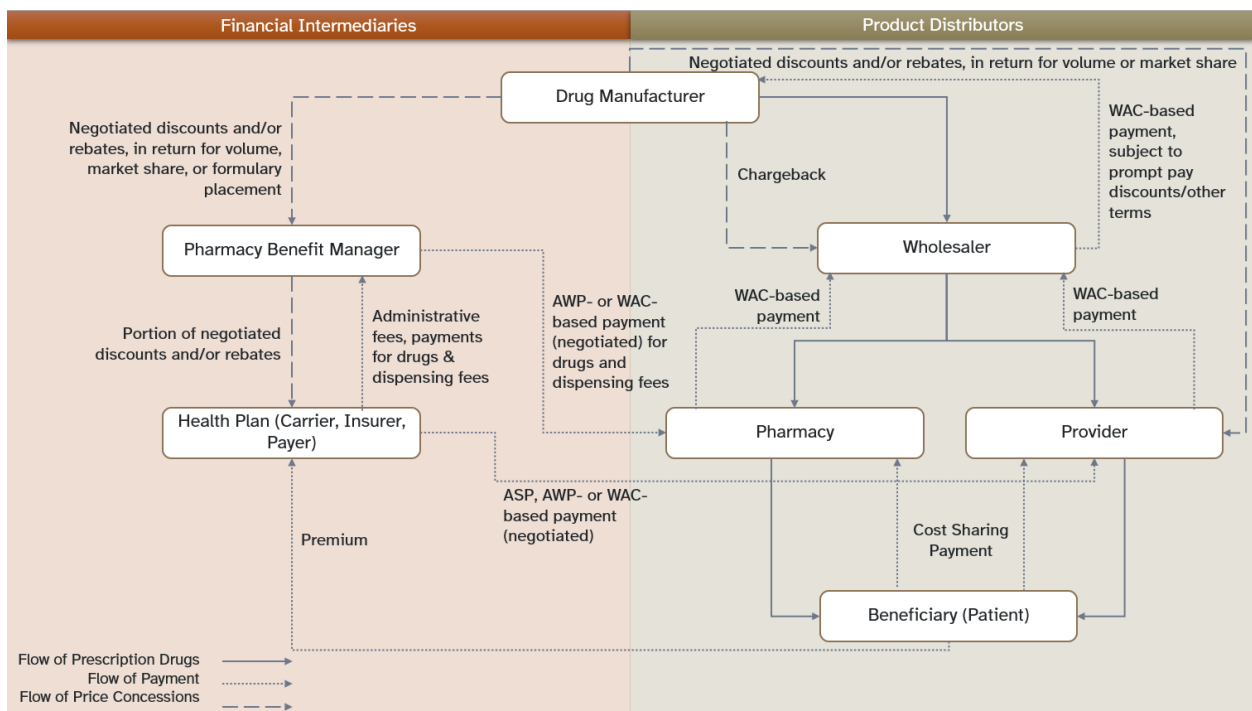 Financial Intermediaries
Product Distributors
Negotiated discounts and/or rebates, in return for volume or market share
Drug Manufacturer
Negotiated discounts and/or
rebates, in return for volume,
market share, or formulary
placement
Chargeback
WAC-based
payment,
subject to
prompt pay
discounts/other
terms
Pharmacy Benefit Manager
Wholesaler
Portion of negotiated
discounts and/or rebates
Administrative
fees, payments
for drugs &
dispensing fees
AWP- or WAC-
based payment
(negotiated) for
drugs and
dispensing fees
WAC-based
payment
WAC-based
payment
Health Plan (Carrier, Insurer,
Payer)
Pharmacy
Provider
ASP, AWP- or WAC-
based payment
(negotiated)
Premium
Cost Sharing
Payment
Beneficiary (Patient)
Flow of Prescription Drugs
Flow of Payment
Flow of Price Concessions